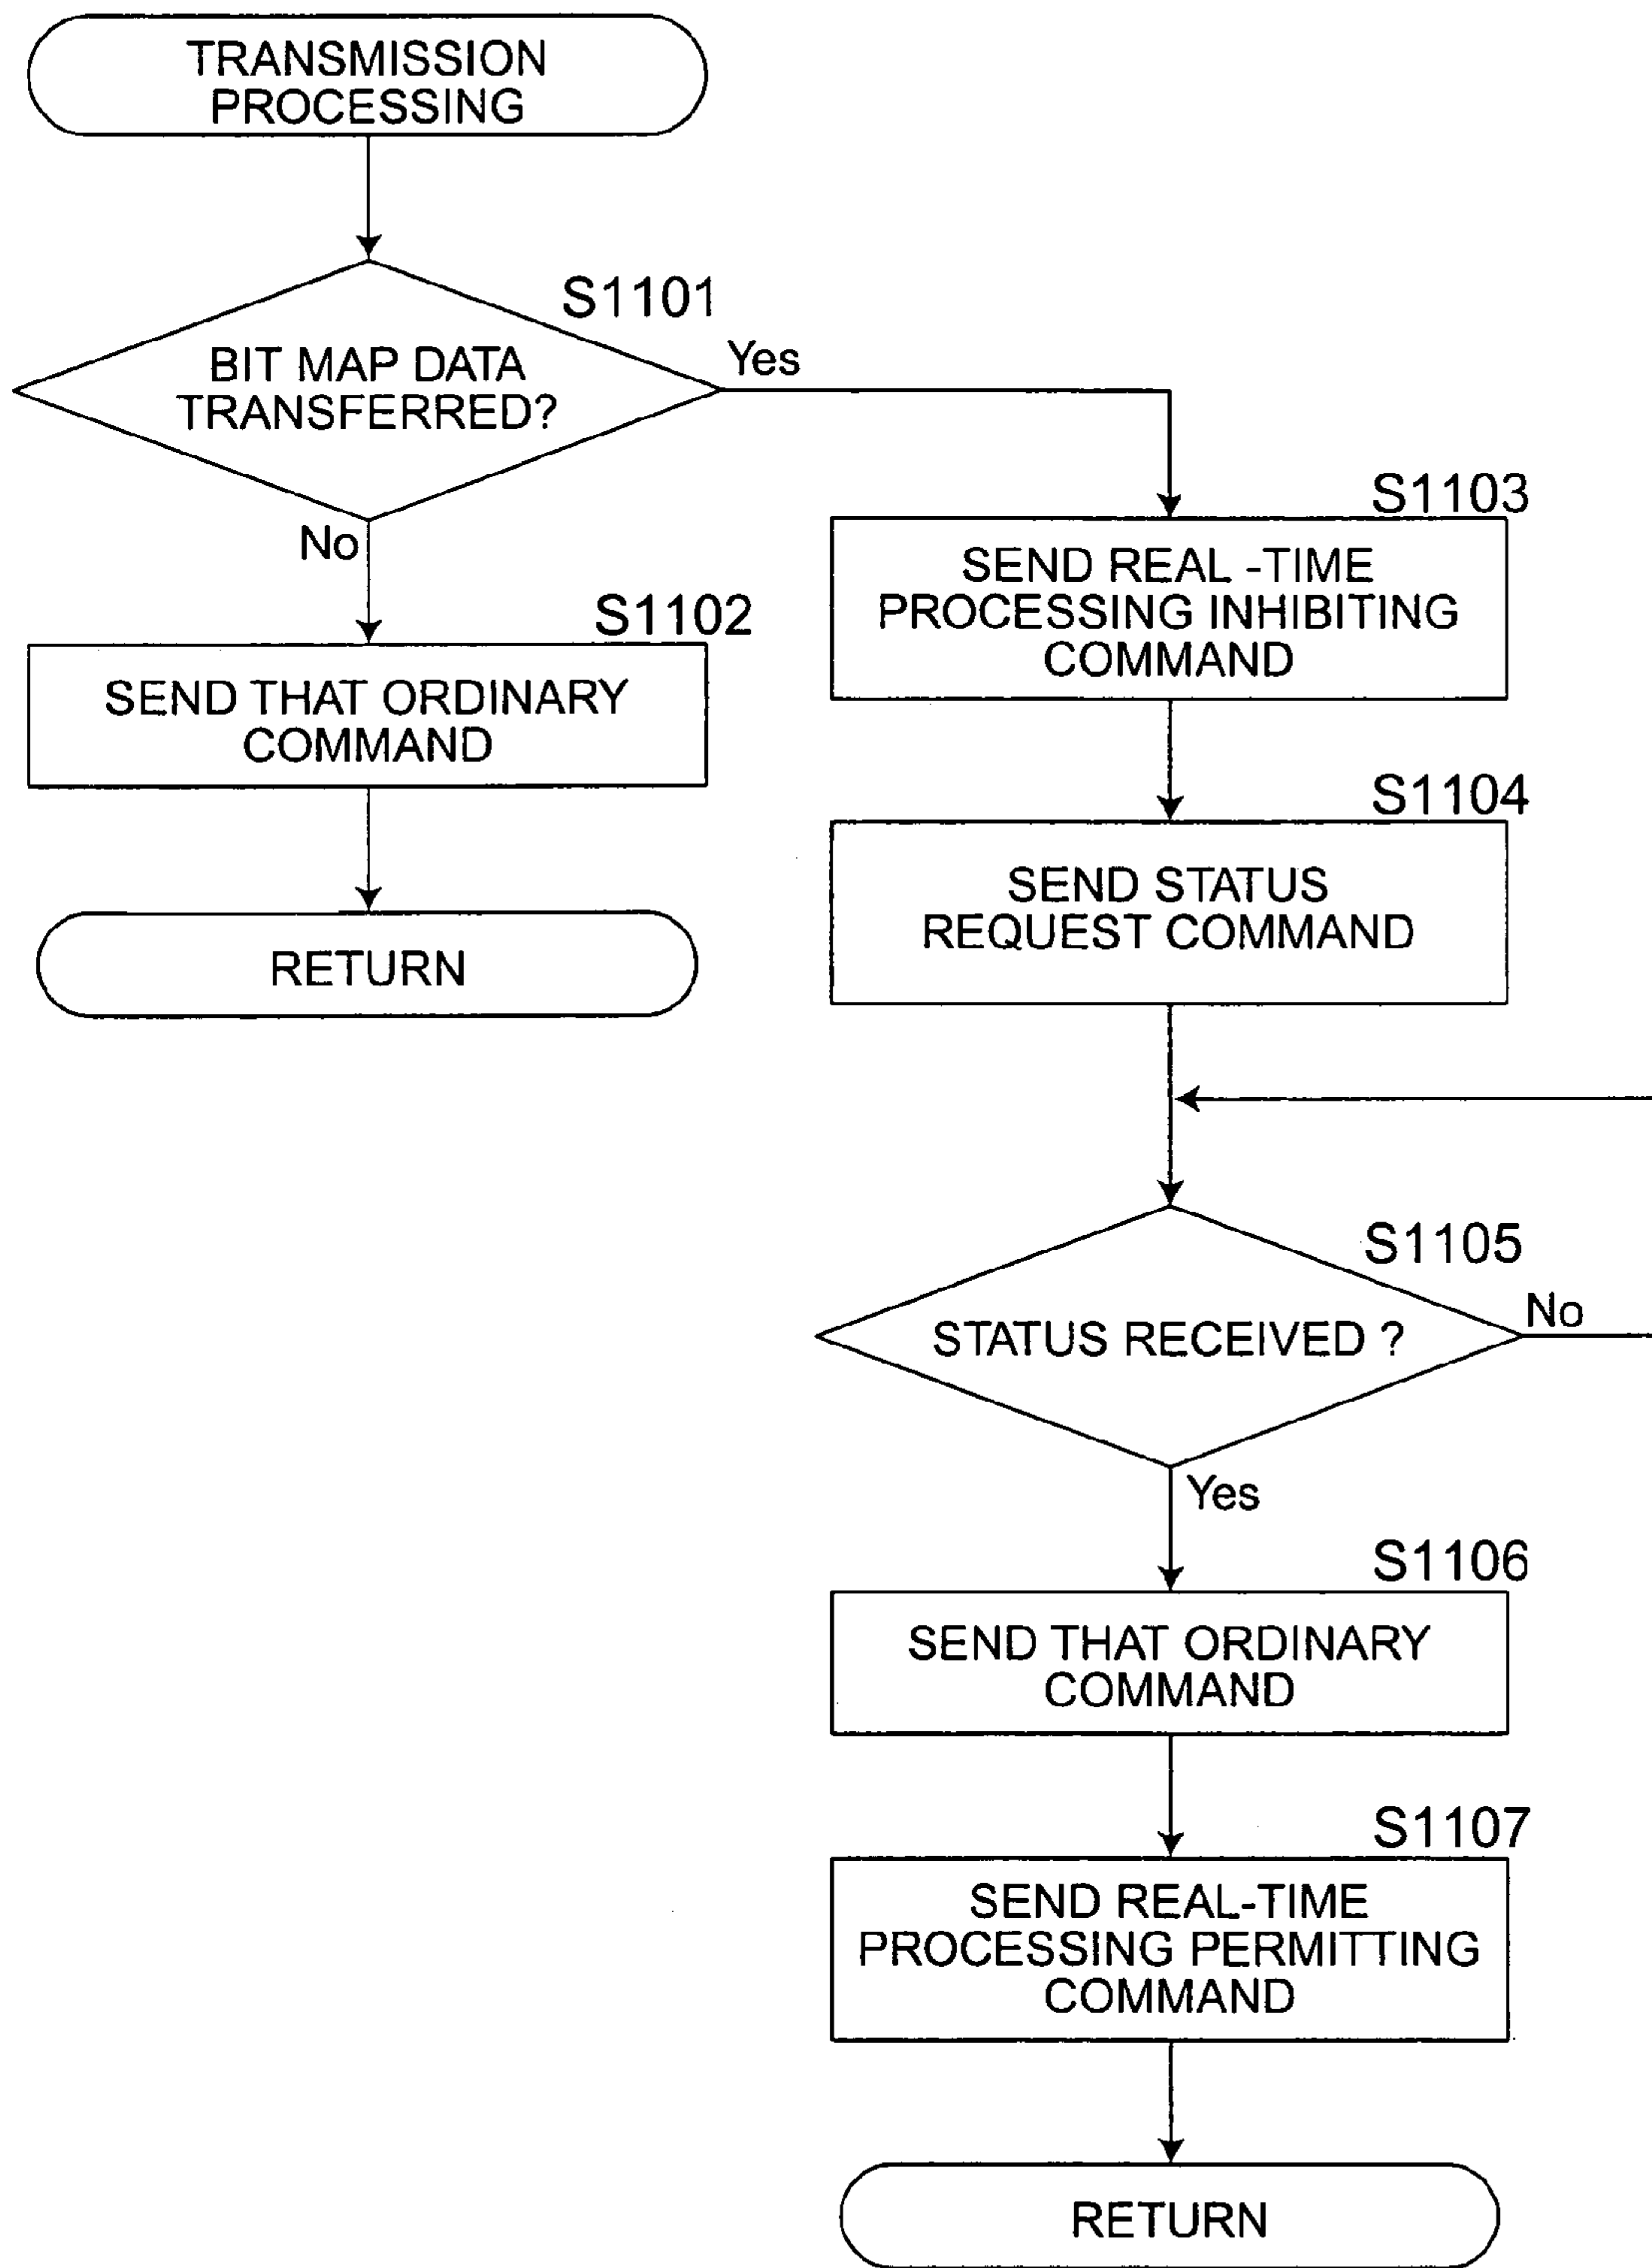 TRANSMISSION
PROCESSING
S1101
BIT MAP DATA
TRANSFERRED?
Yes
No
S1102
SEND THAT ORDINARY
COMMAND
RETURN
S1103
SEND REAL -TIME
PROCESSING INHIBITING
COMMAND
S1104
SEND STATUS
REQUEST COMMAND
S1105
STATUS RECEIVED ?
No
Yes
S1106
SEND THAT ORDINARY
COMMAND
S1107
SEND REAL-TIME
PROCESSING PERMITTING
COMMAND
RETURN